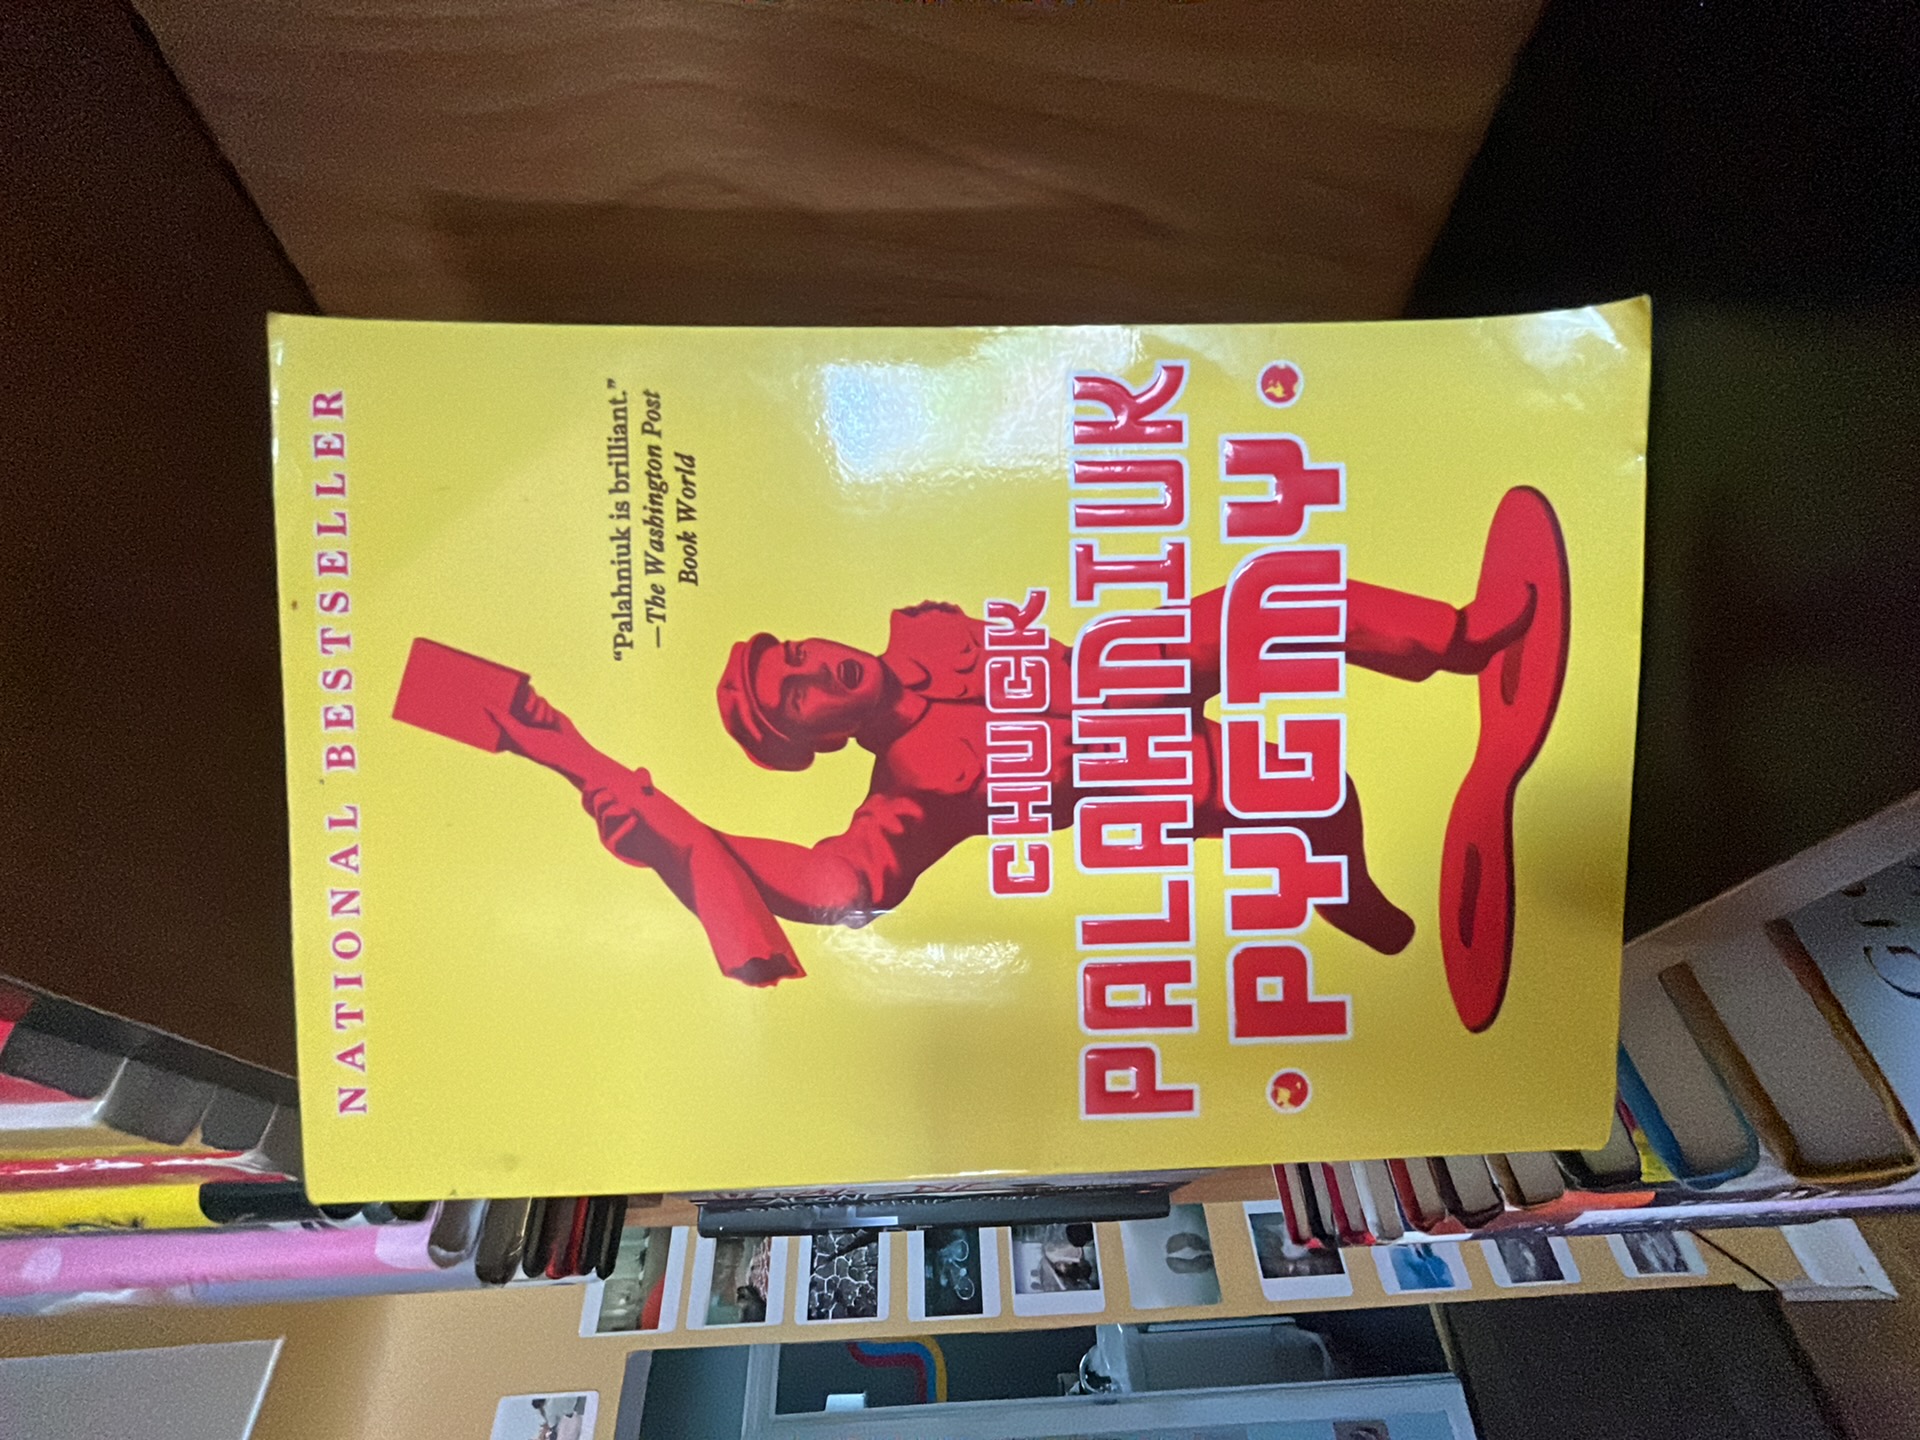 NATIONAL BESTSELLER
“Palahniuk is brilliant.”
—The Washington Post
Book World
CHUCK
PALAHNIUK
PYGMY